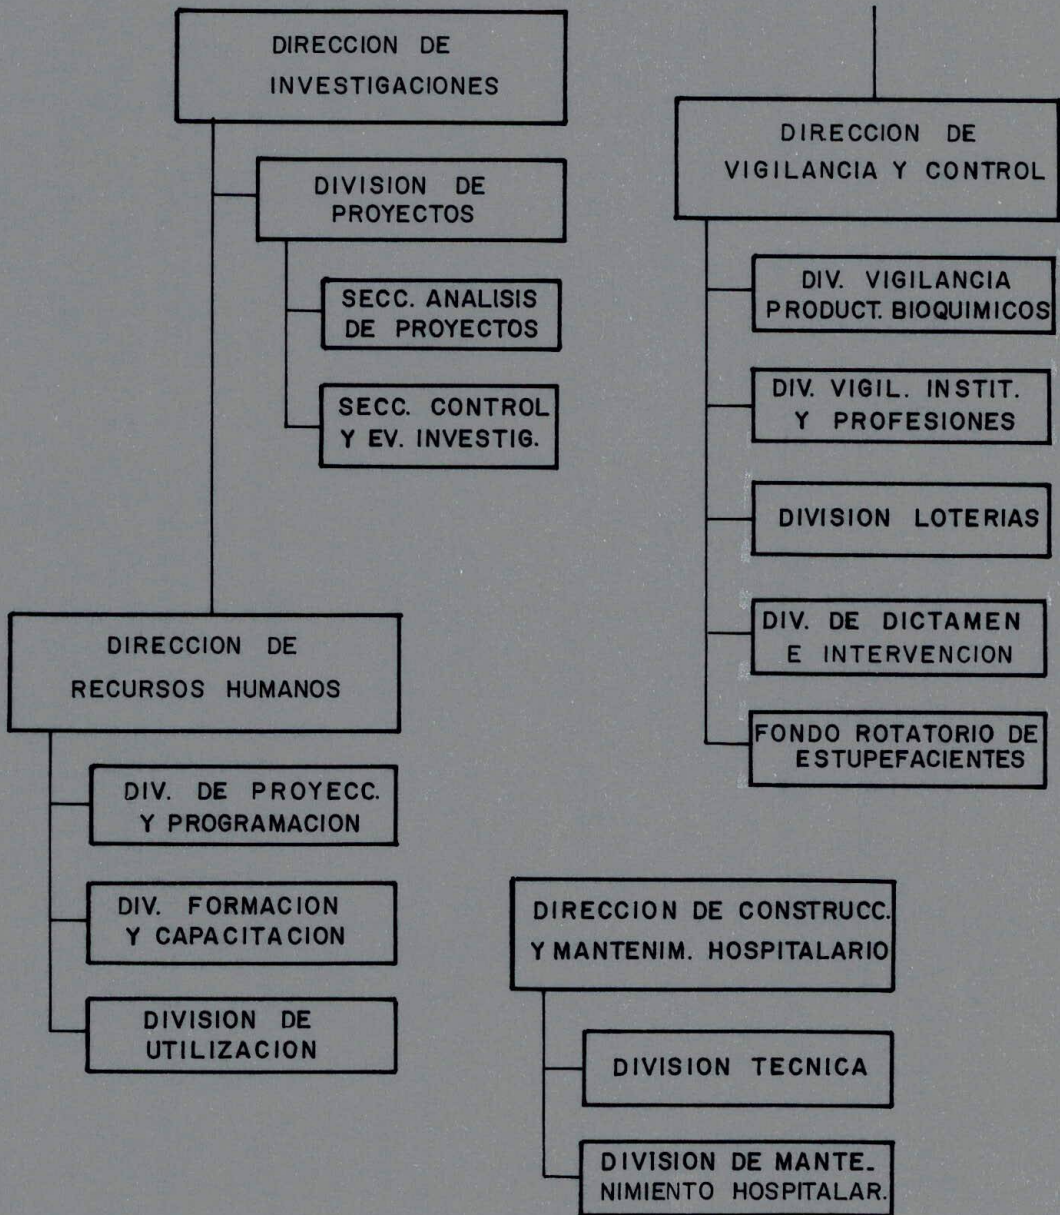 DIRECCION DE
INVESTIGACIONES
DIVISION DE
PROYECTOS
SECC. ANALISIS
DE PROYECTOS
SECC. CONTROL
Y EV. INVESTIG.
DIRECCION DE
RECURSOS HUMANOS
DIV. DE PROYECC.
Y PROGRAMACION
DIV. FORMACION
Y CAPACITACION
DIVISION DE
UTILIZACION
DIRECCION DE
VIGILANCIA Y CONTROL
DIV. VIGILANCIA
PRODUCT. BIOQUIMICOS
DIV. VIGIL. INSTIT.
Y PROFESIONES
DIVISION LOTERIAS
DIV. DE DICTAMEN
E INTERVENCION
FONDO ROTATORIO DE
ESTUPEFACIENTES
DIRECCION DE CONSTRUCC.
Y MANTENIM. HOSPITALARIO
DIVISION TECNICA
DIVISION DE MANTE-
NIMIENTO HOSPITALAR.